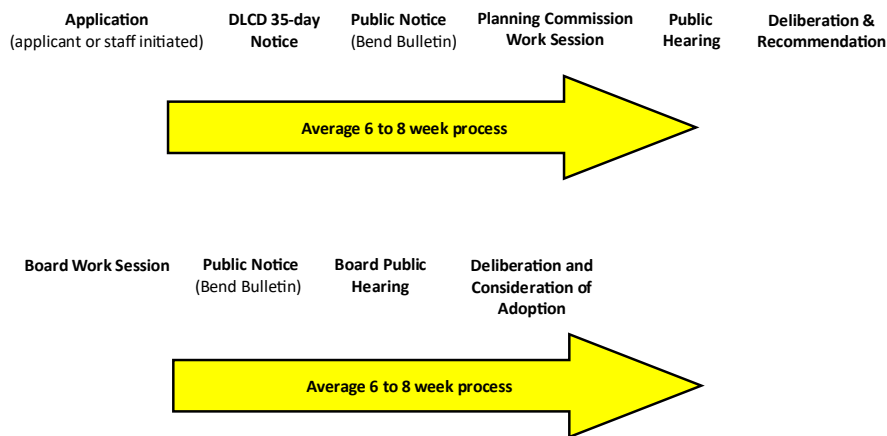 Application
(applicant or staff initiated)
DLCD 35-day
Notice
Public Notice
(Bend Bulletin)
Planning Commission
Work Session
Public
Hearing
Deliberation &
Recommendation
Average 6 to 8 week process
Board Work Session
Public Notice
(Bend Bulletin)
Board Public
Hearing
Deliberation and
Consideration of
Adoption
Average 6 to 8 week process